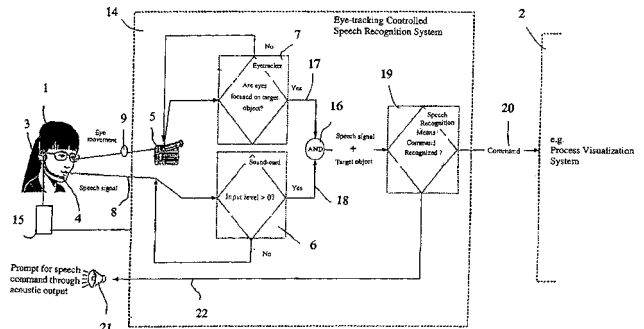 14
Eye-tracking Controlled
Speech Recognition System
2
No
7
17
Eyetracker
Are eyes
focused on target
object?
Yes
1
3
Eye
movement
9
5
16
AND
Speech signal
+
Target object
19
Speech
Recognition
Means
Command
Recognized ?
20
Command
e.g.
Process Visualization
System
Sound-card
Input level > 0?
Yes
18
6
No
4
Speech signal
8
15
Prompt for speech
command through
acoustic output
21
22